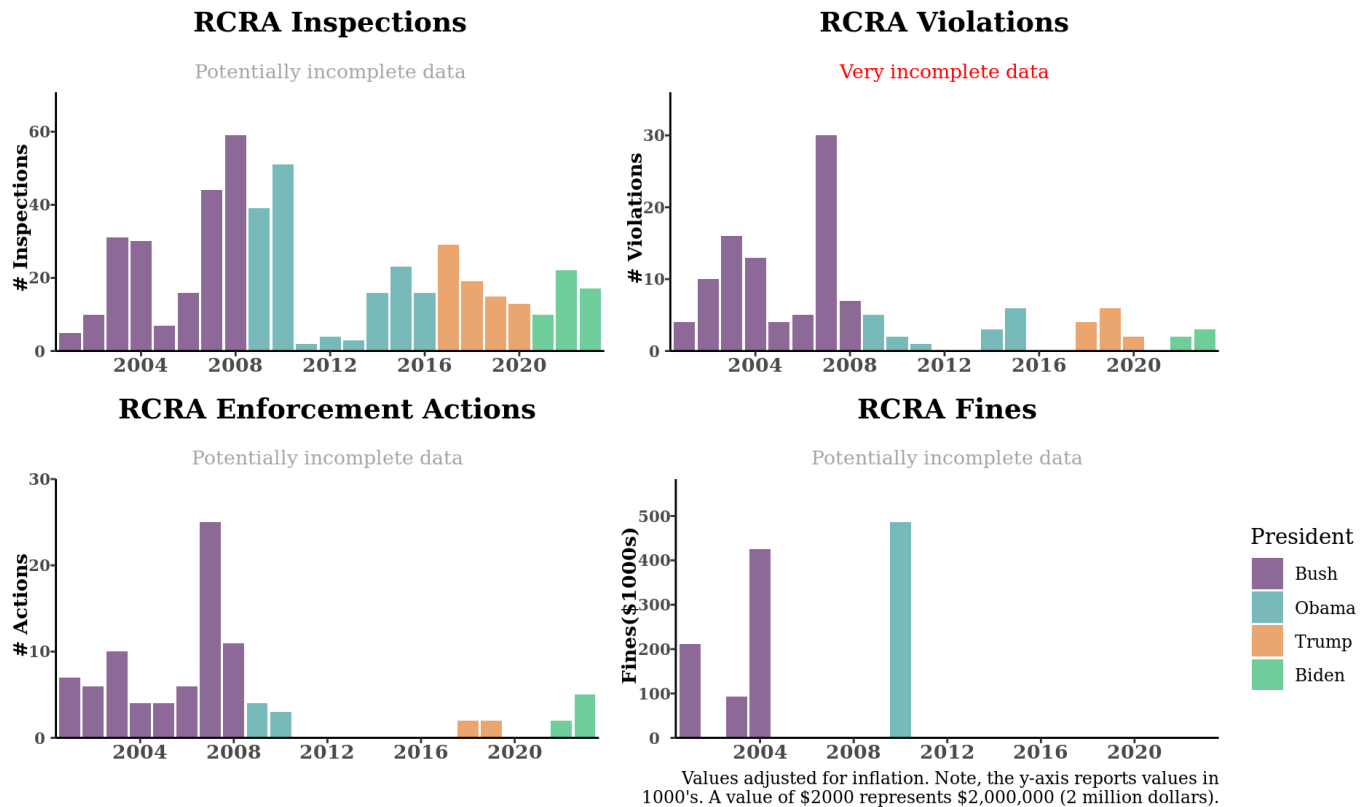 RCRA Inspections
Potentially incomplete data
# Inspections
60
40
20
0
2004 2008 2012 2016 2020
RCRA Violations
Very incomplete data
# Violations
30
20
10
0
2004 2008 2012 2016 2020
RCRA Enforcement Actions
Potentially incomplete data
# Actions
30
20
10
0
2004 2008 2012 2016 2020
RCRA Fines
Potentially incomplete data
Fines($1000s)
500
400
300
200
100
0
2004 2008 2012 2016 2020
President
Bush
Obama
Trump
Biden
Values adjusted for inflation. Note, the y-axis reports values in
1000's. A value of $2000 represents $2,000,000 (2 million dollars).